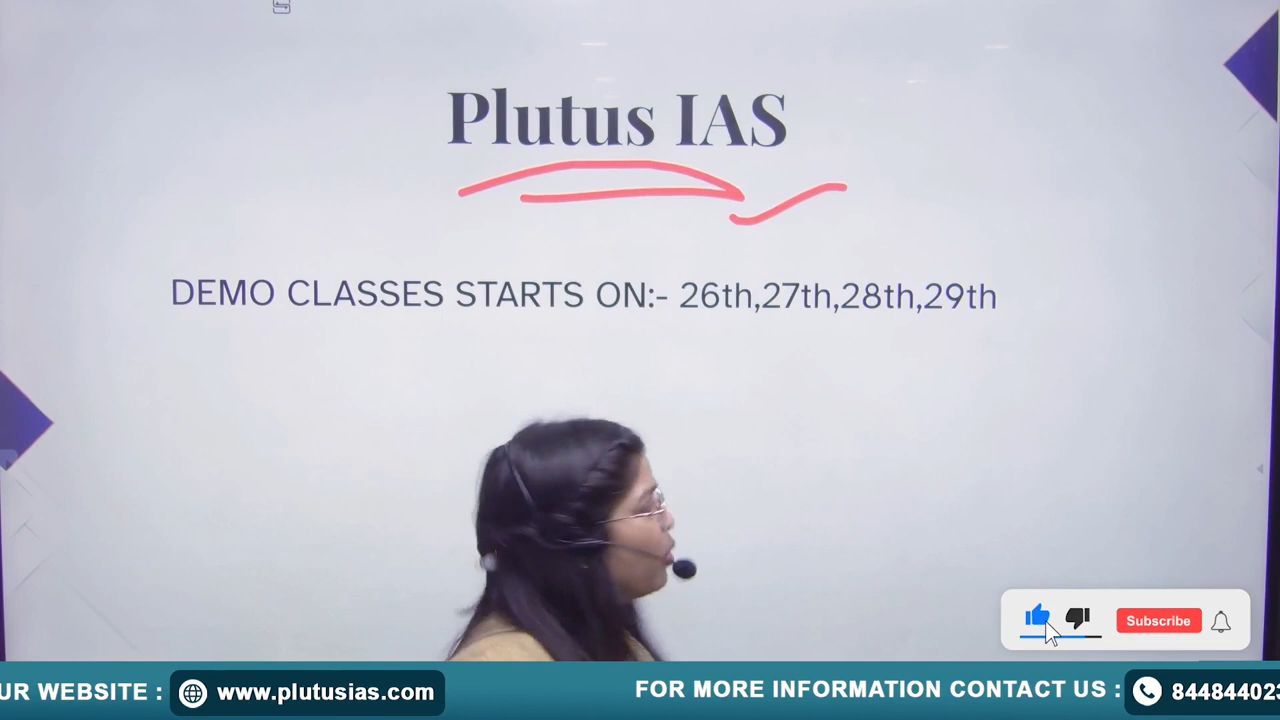 Plutus IAS
DEMO CLASSES STARTS ON:- 26th,27th,28th,29th
Subscribe
UR WEBSITE : www.plutusias.com
FOR MORE INFORMATION CONTACT US : 844844023